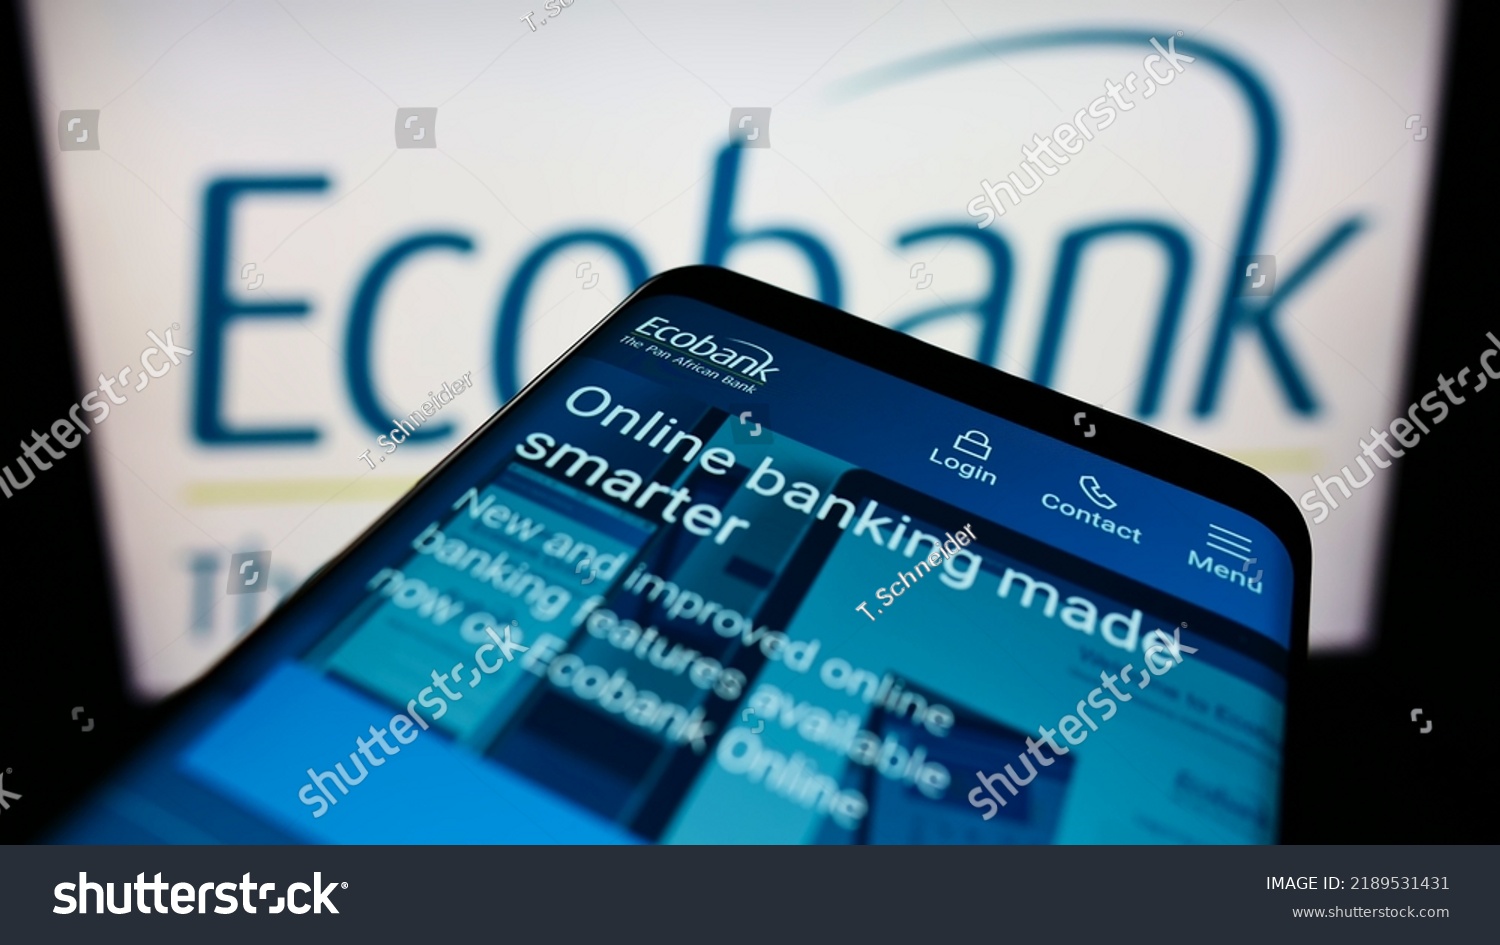 Ecobank
Th
Ecobank
The Pan African Bank
Login
Contact
Menu
Online banking made
smarter
New and improved online
banking features available
now on Ecobank Online
shutterstock
shutterstock
shutterstock
shutterstock
shutterstock
T. Schneider
T. Schneider
shutterstock
IMAGE ID: 2189531431
www.shutterstock.com